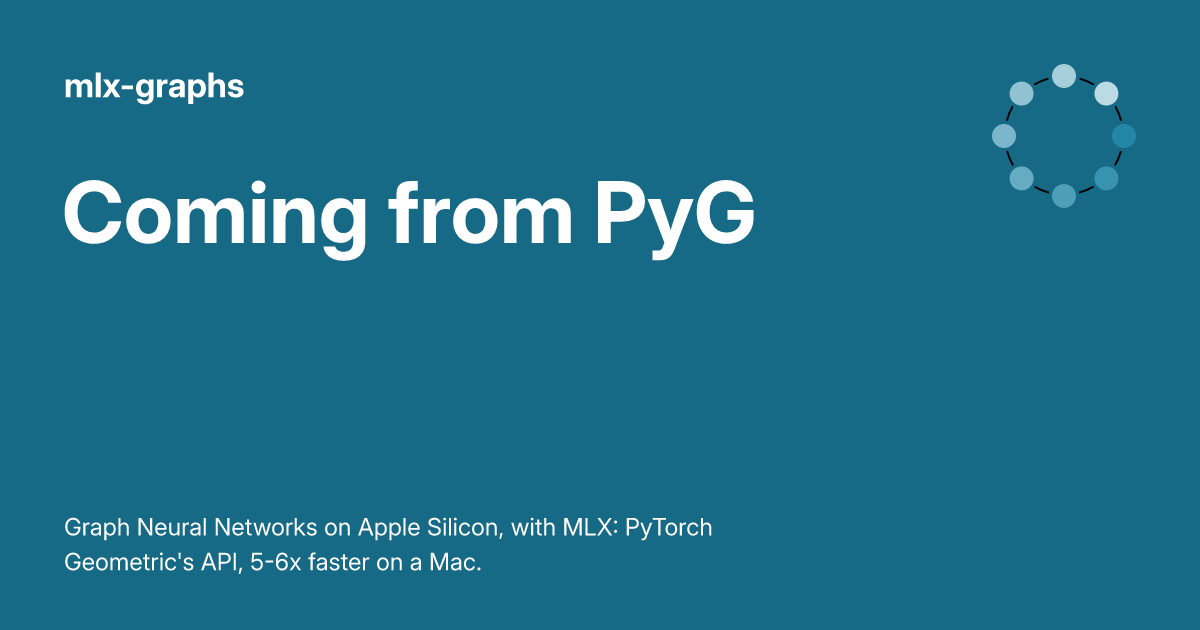 mlx-graphs
Coming from PyG
Graph Neural Networks on Apple Silicon, with MLX: PyTorch
Geometric's API, 5-6x faster on a Mac.